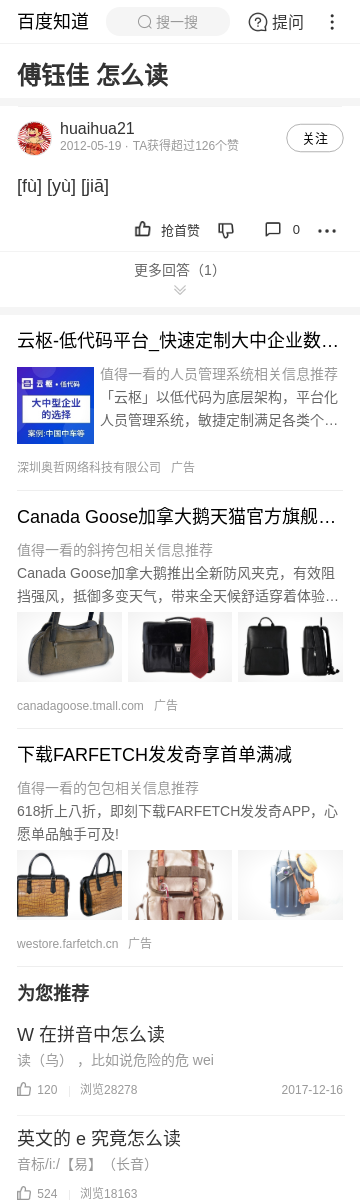 百度知道 搜一搜 提问
傅钰佳 怎么读
huaihua21
2012-05-19 · TA获得超过126个赞
关注
[fù] [yù] [jiā]
抢首赞 0
更多回答（1）
云枢-低代码平台_快速定制大中企业数…
云枢 • 低代码
大中型企业
的选择
案例:中国中车等
值得一看的人员管理系统相关信息推荐
「云枢」以低代码为底层架构，平台化
人员管理系统，敏捷定制满足各类个…
深圳奥哲网络科技有限公司 广告
Canada Goose加拿大鹅天猫官方旗舰…
值得一看的斜挎包相关信息推荐
Canada Goose加拿大鹅推出全新防风夹克，有效阻
挡强风，抵御多变天气，带来全天候舒适穿着体验…
canadagoose.tmall.com 广告
下载FARFETCH发发奇享首单满减
值得一看的包包相关信息推荐
618折上八折，即刻下载FARFETCH发发奇APP，心
愿单品触手可及!
westore.farfetch.cn 广告
为您推荐
W 在拼音中怎么读
读（乌） ，比如说危险的危 wei
120 浏览28278 2017-12-16
英文的 e 究竟怎么读
音标/i:/【易】（长音）
524 浏览18163